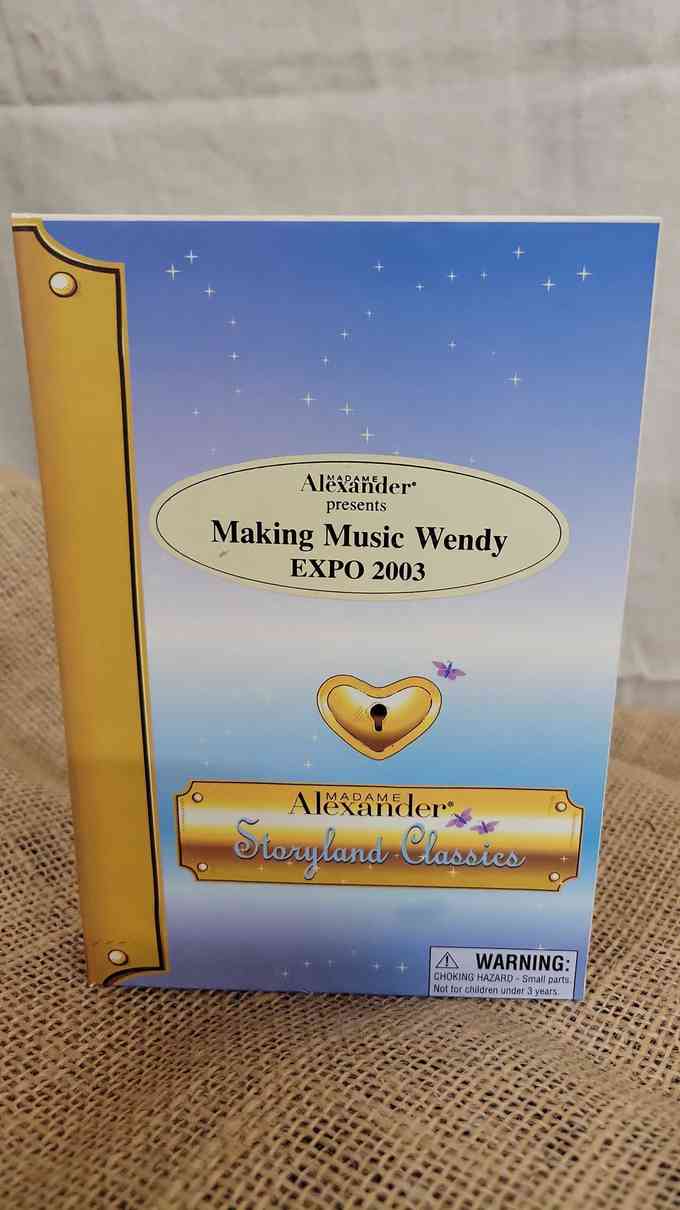 MADAME
Alexander®
presents
Making Music Wendy
EXPO 2003
MADAME
Alexander®
Storyland Classics
WARNING:
CHOKING HAZARD - Small parts.
Not for children under 3 years.